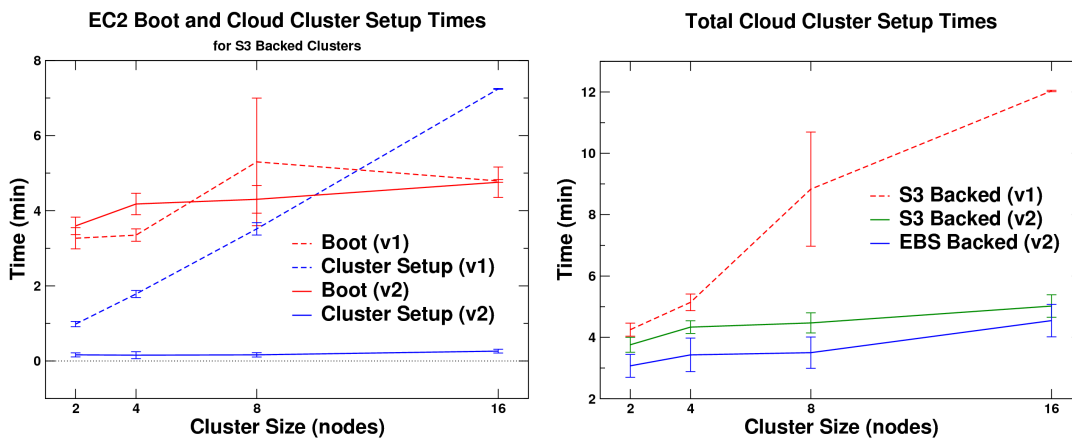 EC2 Boot and Cloud Cluster Setup Times
for S3 Backed Clusters
8
6
4
2
0
Time (min)
Boot (v1)
Cluster Setup (v1)
Boot (v2)
Cluster Setup (v2)
2 4 8 16
Cluster Size (nodes)
Total Cloud Cluster Setup Times
12
10
8
6
4
2
Time (min)
S3 Backed (v1)
S3 Backed (v2)
EBS Backed (v2)
2 4 8 16
Cluster Size (nodes)